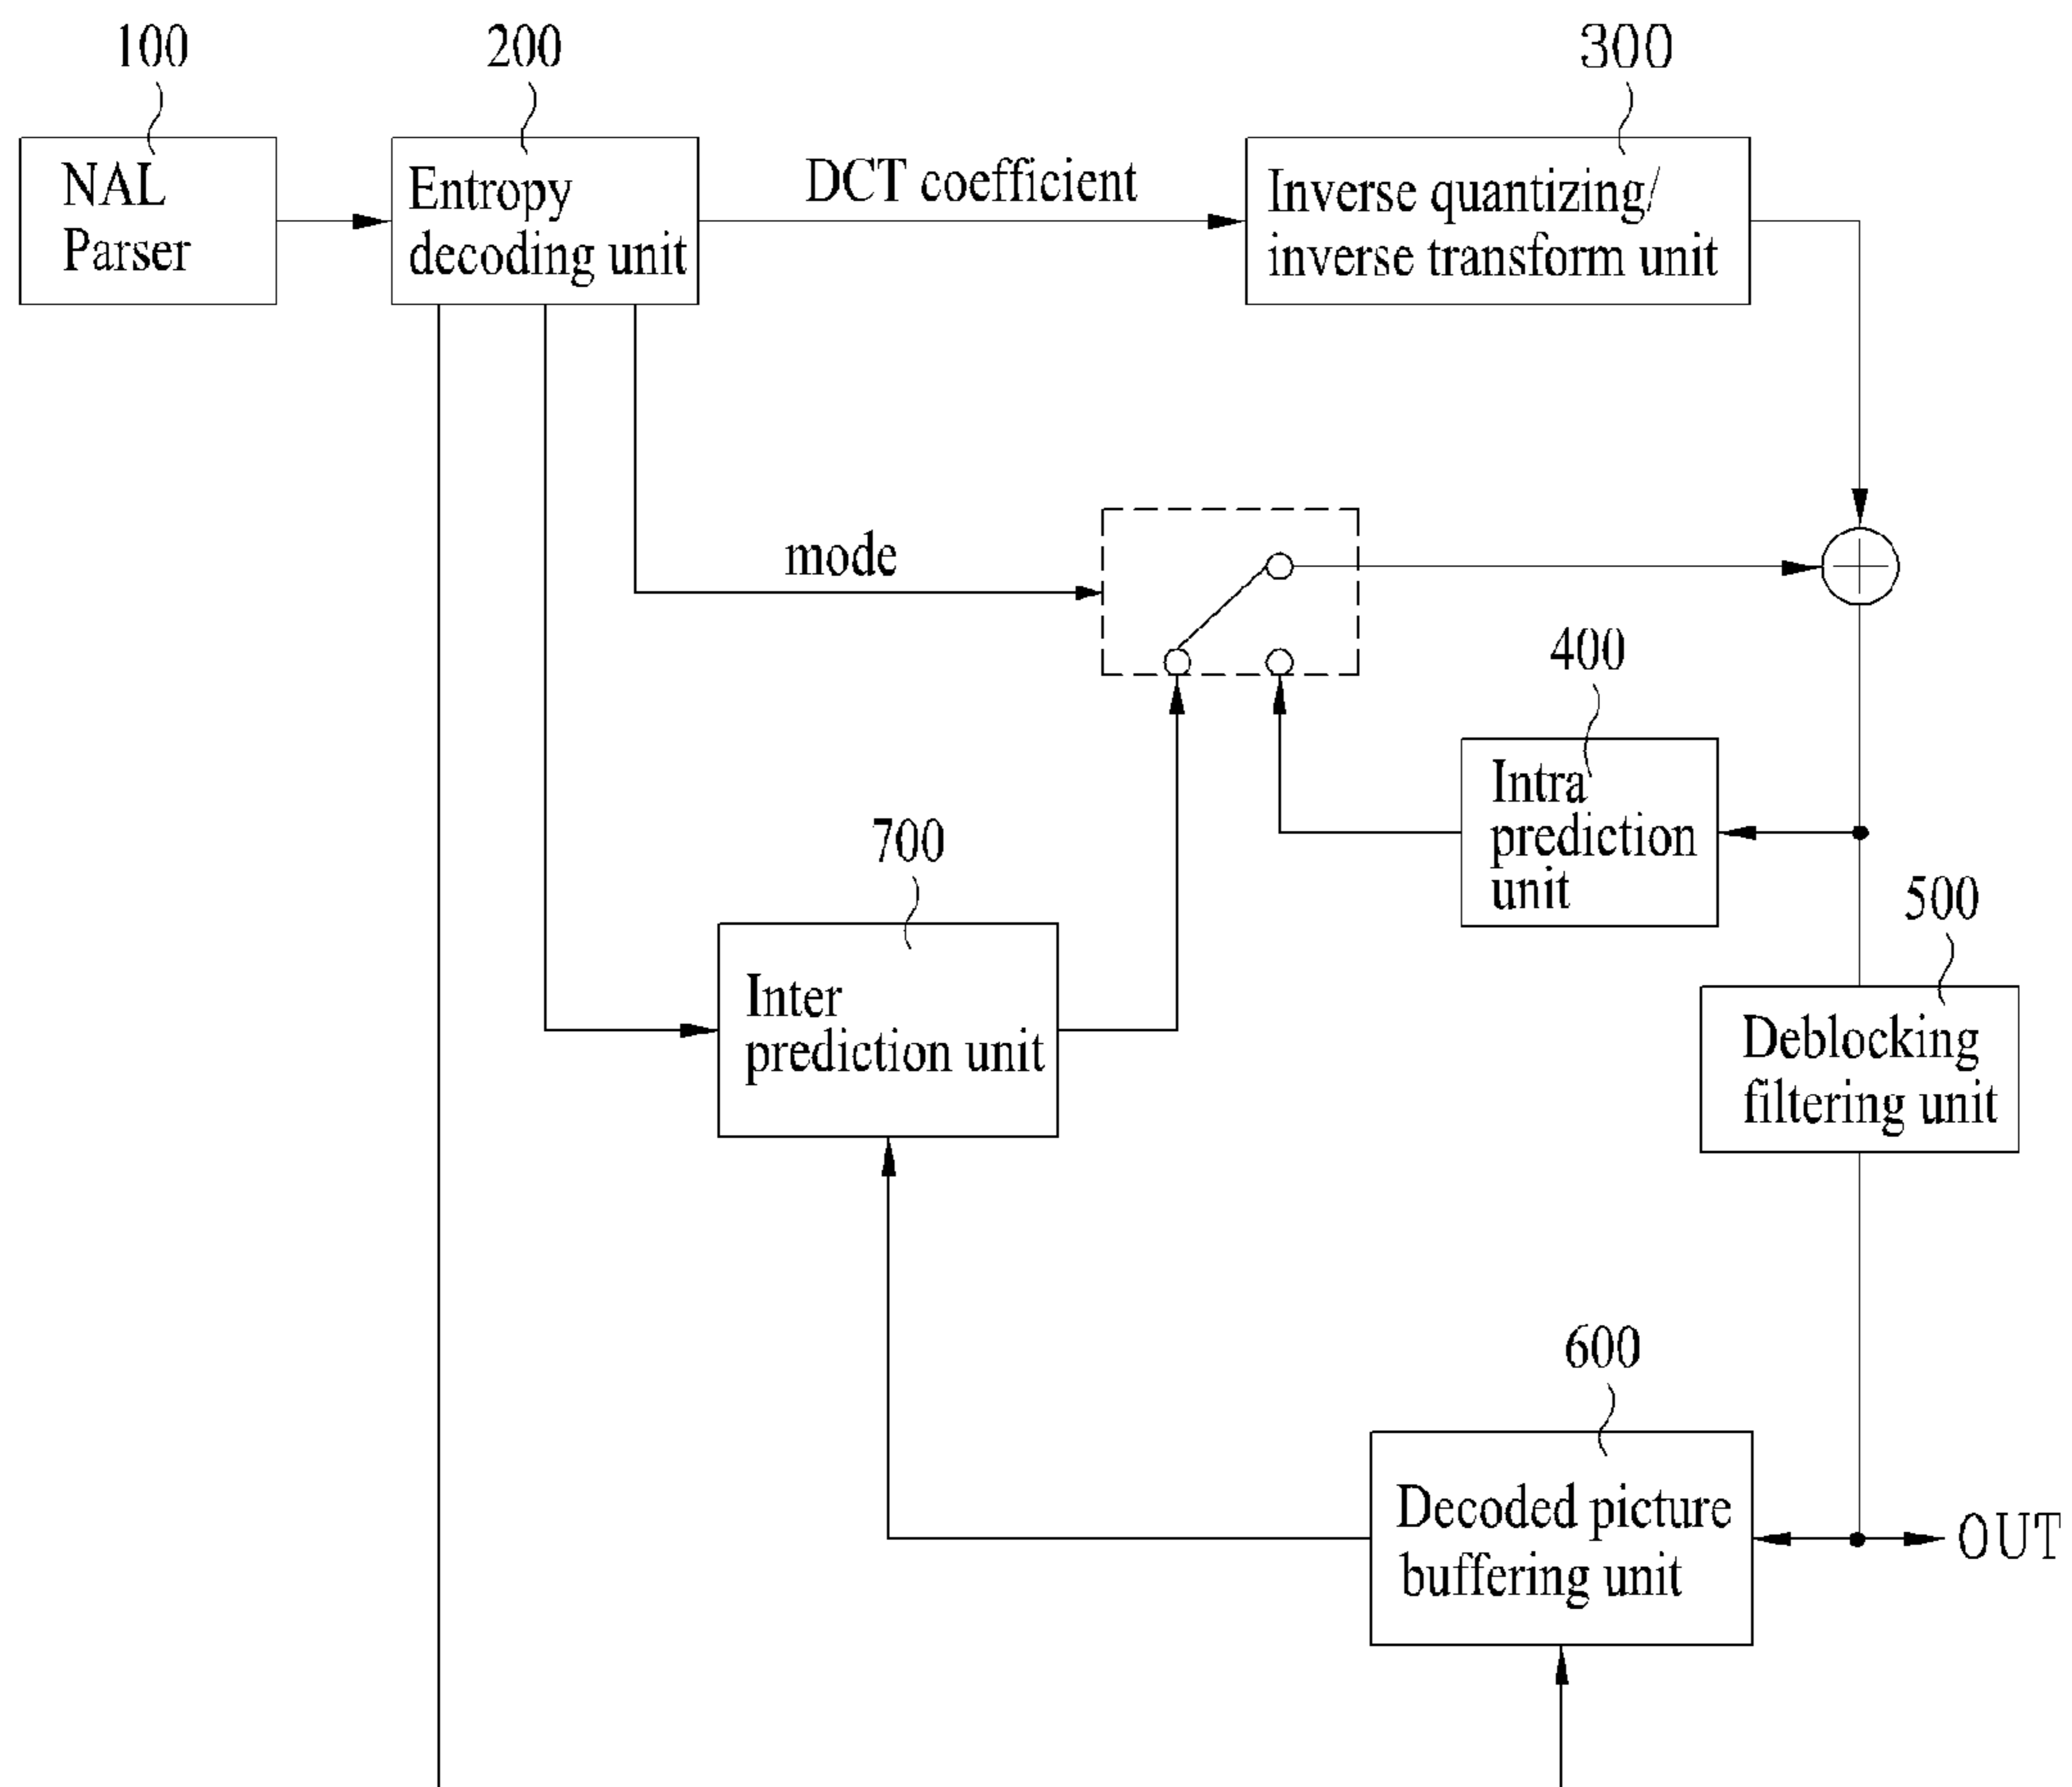 100
200
300
NAL
Parser
Entropy
decoding unit
DCT coefficient
Inverse quantizing/
inverse transform unit
mode
400
Intra
prediction
unit
700
Inter
prediction unit
500
Deblocking
filtering unit
600
Decoded picture
buffering unit
OUT